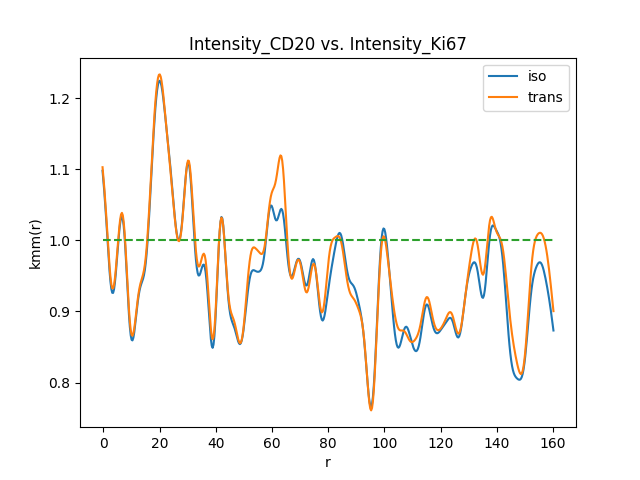 Intensity_CD20 vs. Intensity_Ki67
iso
trans
kmm(r)
1.2
1.1
1.0
0.9
0.8
0 20 40 60 80 100 120 140 160
r